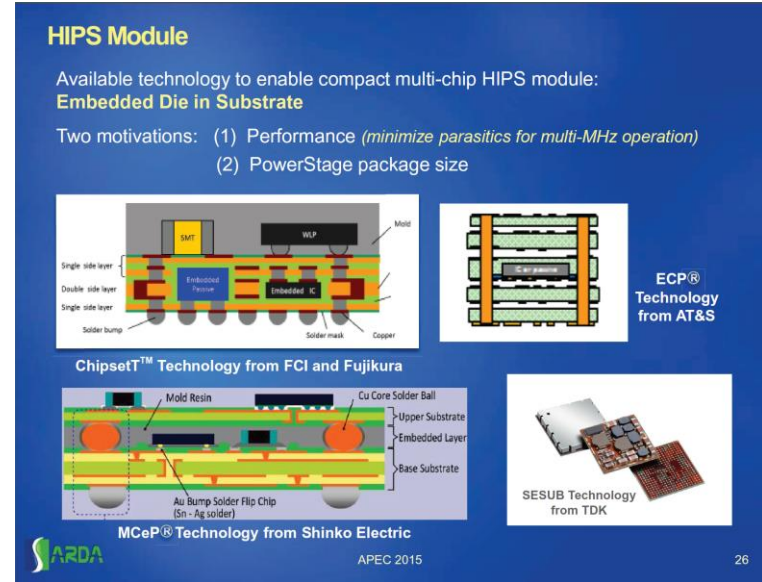 HIPS Module
Available technology to enable compact multi-chip HIPS module:
Embedded Die in Substrate
Two motivations: (1) Performance (minimize parasitics for multi-MHz operation)
(2) PowerStage package size
SMT
WLP
Mold
Single side layer
Double side layer
Single side layer
Embedded Passive
Embedded IC
Solder bump
Solder mask
Copper
ChipsetT™ Technology from FCI and Fujikura
IC or passive
ECP®
Technology
from AT&S
Mold Resin
Cu Core Solder Ball
Upper Substrate
Embedded Layer
Base Substrate
Au Bump Solder Flip Chip
(Sn - Ag solder)
MCeP® Technology from Shinko Electric
SESUB Technology
from TDK
SARDA
APEC 2015
26